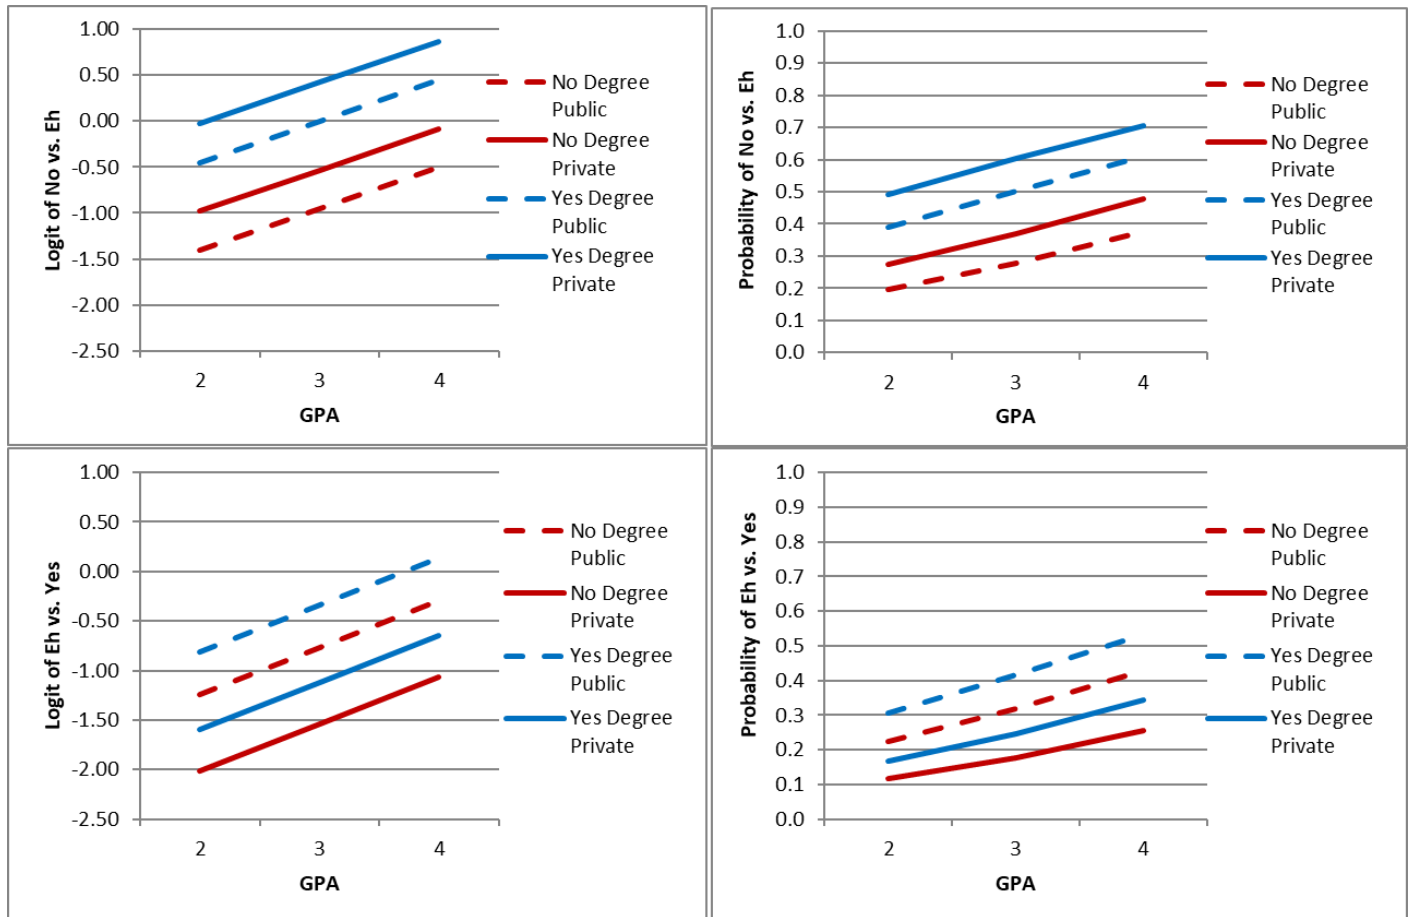 Logit of No vs. Eh
1.00
0.50
0.00
-0.50
-1.00
-1.50
-2.00
-2.50
2 3 4
GPA
No Degree
Public
No Degree
Private
Yes Degree
Public
Yes Degree
Private
Probability of No vs. Eh
1.0
0.9
0.8
0.7
0.6
0.5
0.4
0.3
0.2
0.1
0.0
2 3 4
GPA
No Degree
Public
No Degree
Private
Yes Degree
Public
Yes Degree
Private
Logit of Eh vs. Yes
1.00
0.50
0.00
-0.50
-1.00
-1.50
-2.00
-2.50
2 3 4
GPA
No Degree
Public
No Degree
Private
Yes Degree
Public
Yes Degree
Private
Probability of Eh vs. Yes
1.0
0.9
0.8
0.7
0.6
0.5
0.4
0.3
0.2
0.1
0.0
2 3 4
GPA
No Degree
Public
No Degree
Private
Yes Degree
Public
Yes Degree
Private